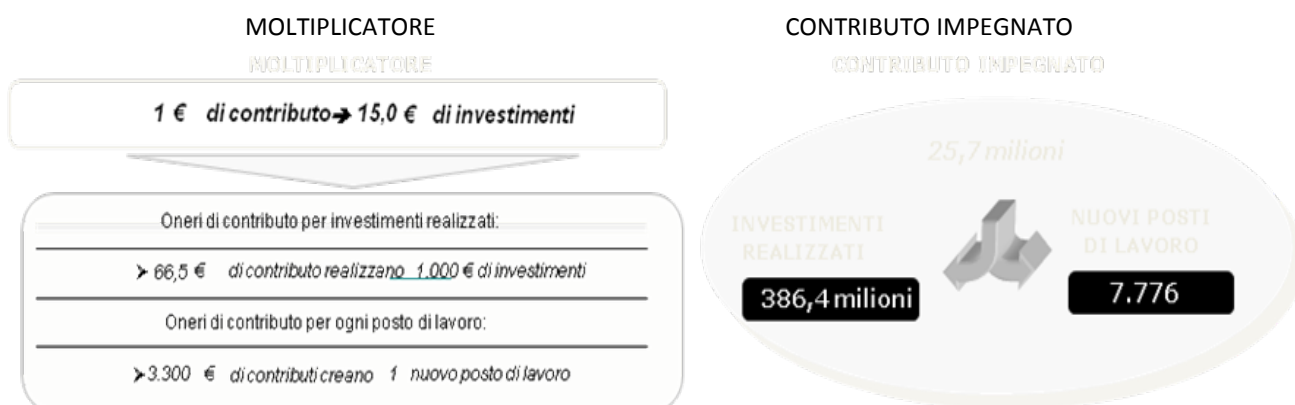 MOLTIPLICATORE
MOLTIPLICATORE
1 € di contributo➔ 15,0 € di investimenti
Oneri di contributo per investimenti realizzati:
➢ 66,5 € di contributo realizzano 1.000 € di investimenti
Oneri di contributo per ogni posto di lavoro:
➢3.300 € di contributi creano 1 nuovo posto di lavoro
CONTRIBUTO IMPEGNATO
CONTRIBUTO IMPEGNATO
25,7 milioni
INVESTIMENTI
REALIZZATI
386,4 milioni
NUOVI POSTI
DI LAVORO
7.776